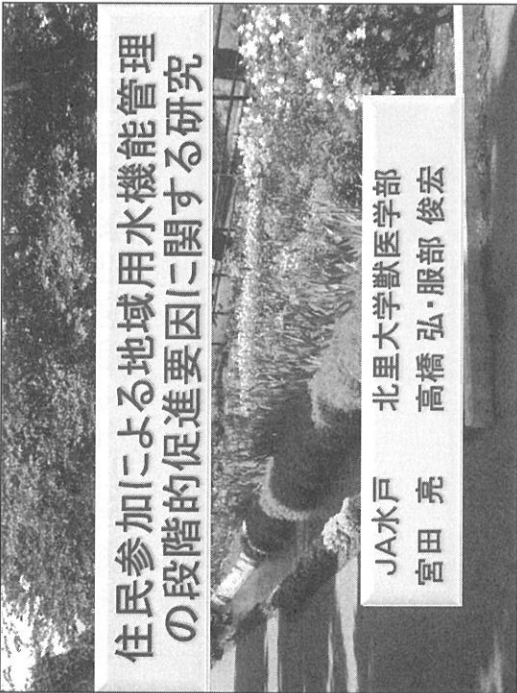 住民参加による地域用水機能管理
の段階的促進要因に関する研究
JA水戸　北里大学獣医学部
宮田 亮　高橋 弘・服部 俊宏